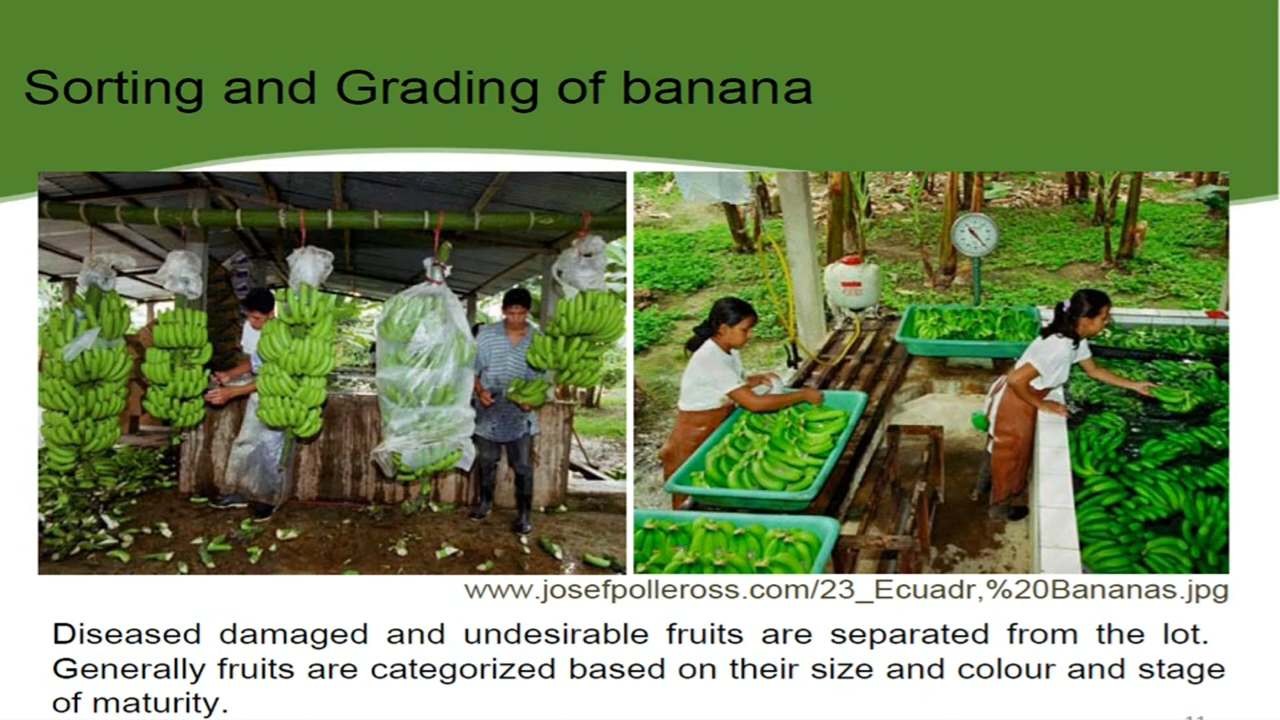 Sorting and Grading of banana
www.josefpolleross.com/23_Ecuadr,%20Bananas.jpg
Diseased damaged and undesirable fruits are separated from the lot.
Generally fruits are categorized based on their size and colour and stage
of maturity.